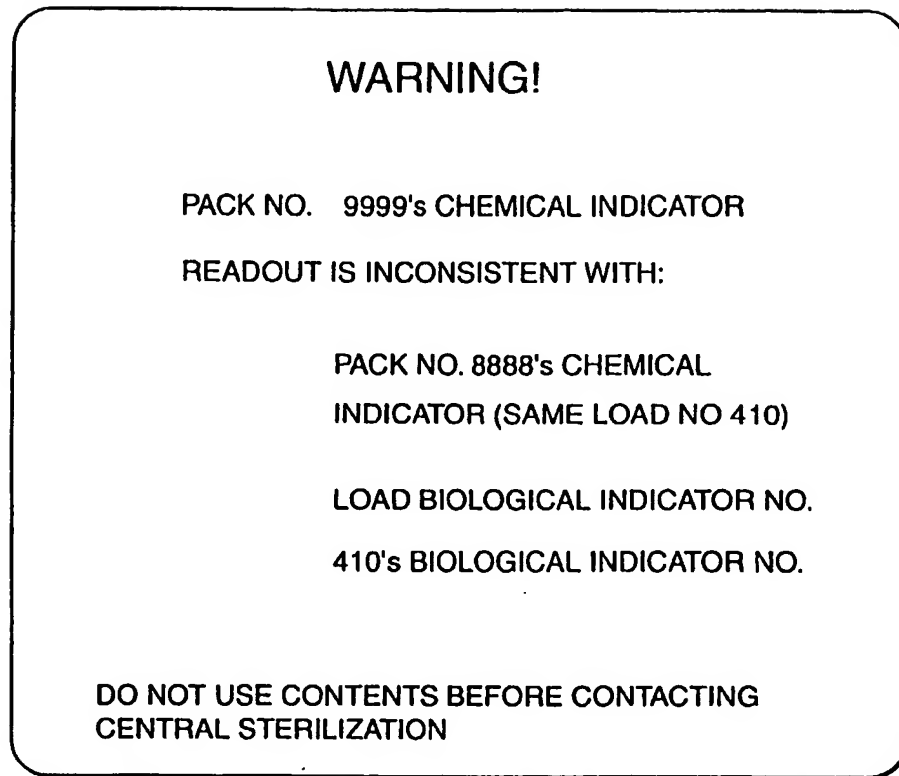 WARNING!
PACK NO. 9999's CHEMICAL INDICATOR
READOUT IS INCONSISTENT WITH:
PACK NO. 8888's CHEMICAL
INDICATOR (SAME LOAD NO 410)
LOAD BIOLOGICAL INDICATOR NO.
410's BIOLOGICAL INDICATOR NO.
DO NOT USE CONTENTS BEFORE CONTACTING
CENTRAL STERILIZATION